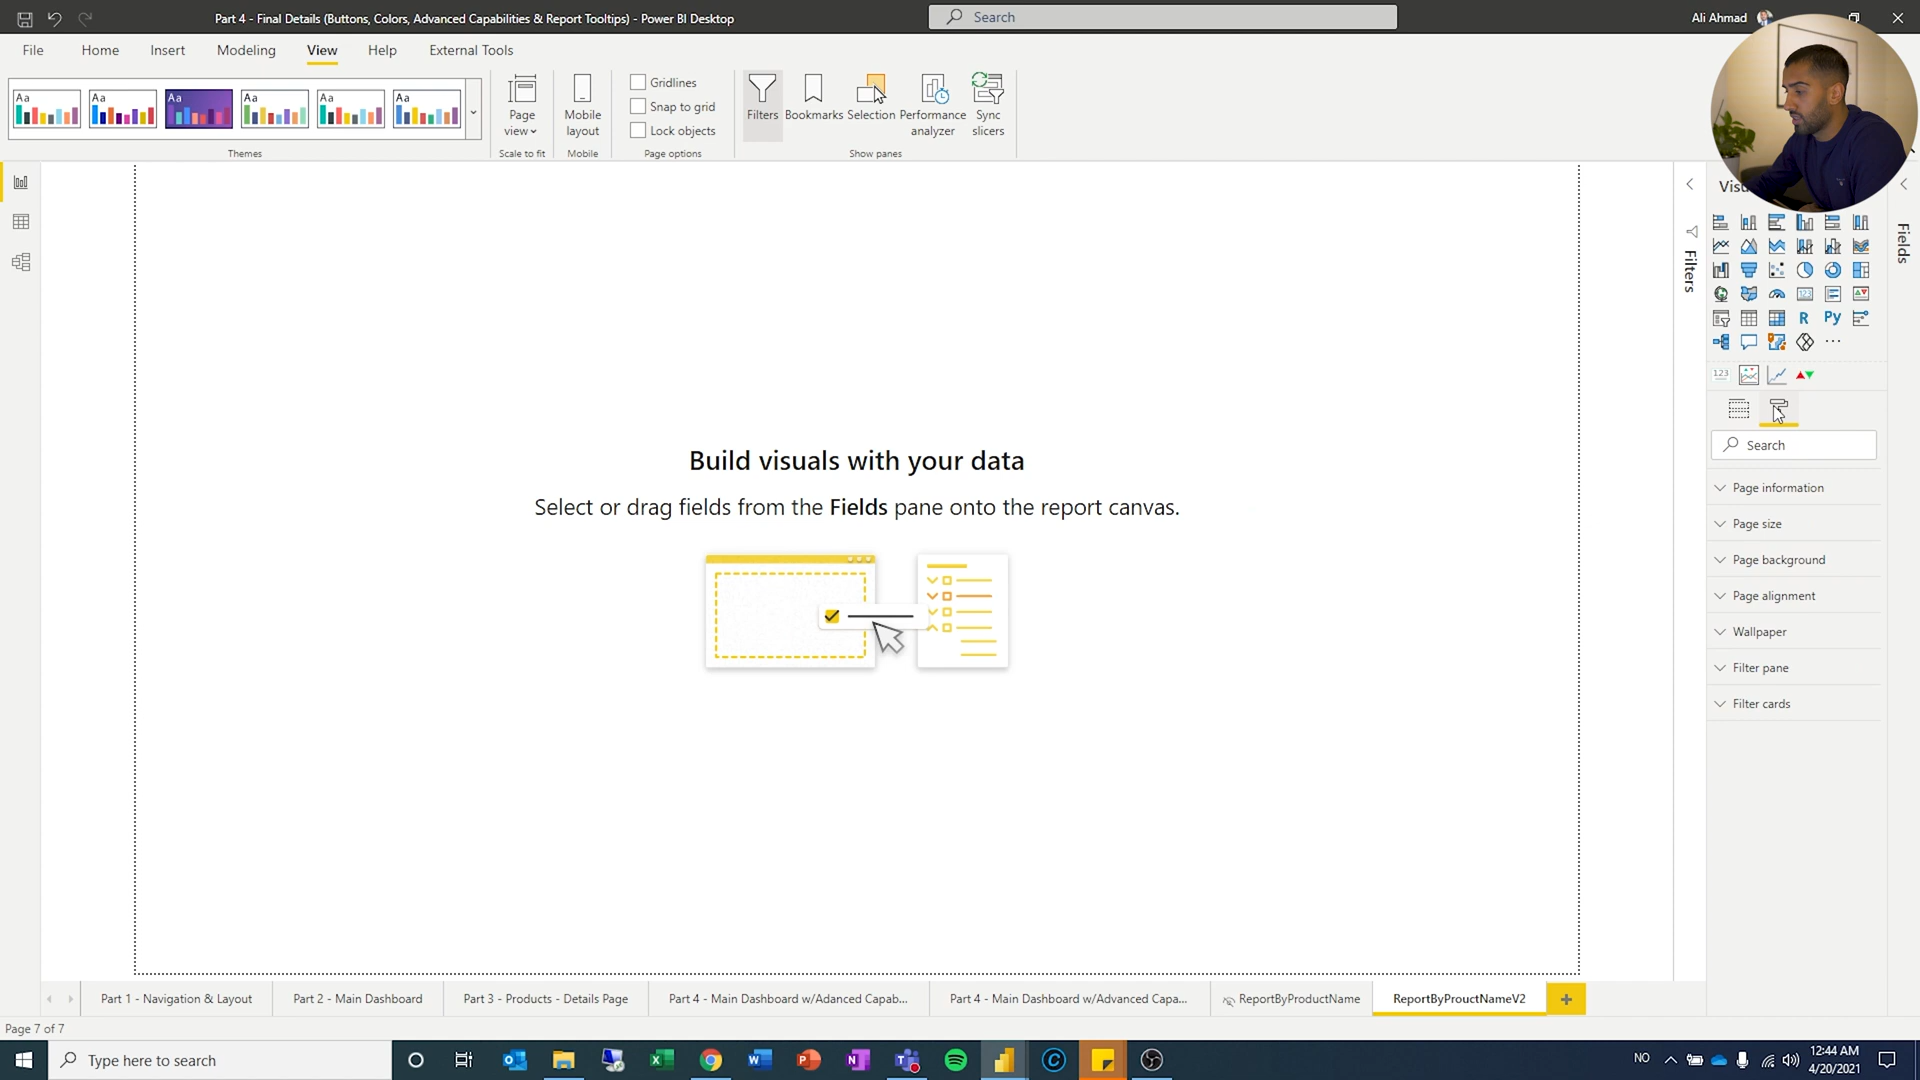 Part 4 - Final Details (Buttons, Colors, Advanced Capabilities & Report Tooltips) - Power BI Desktop
Search
Ali Ahmad
File
Home
Insert
Modeling
View
Help
External Tools
Aa
Aa
Aa
Aa
Aa
Aa
Page view
Mobile layout
Gridlines
Snap to grid
Lock objects
Filters
Bookmarks
Selection
Performance analyzer
Sync slicers
Themes
Scale to fit
Mobile
Page options
Show panes
Filters
Fields
123
R
Py
123
Search
Page information
Page size
Page background
Page alignment
Wallpaper
Filter pane
Filter cards
Build visuals with your data
Select or drag fields from the Fields pane onto the report canvas.
Part 1 - Navigation & Layout
Part 2 - Main Dashboard
Part 3 - Products - Details Page
Part 4 - Main Dashboard w/Adanced Capab...
Part 4 - Main Dashboard w/Advanced Capa...
ReportByProductName
ReportByProuctNameV2
Page 7 of 7
Type here to search
NO
12:44 AM
4/20/2021